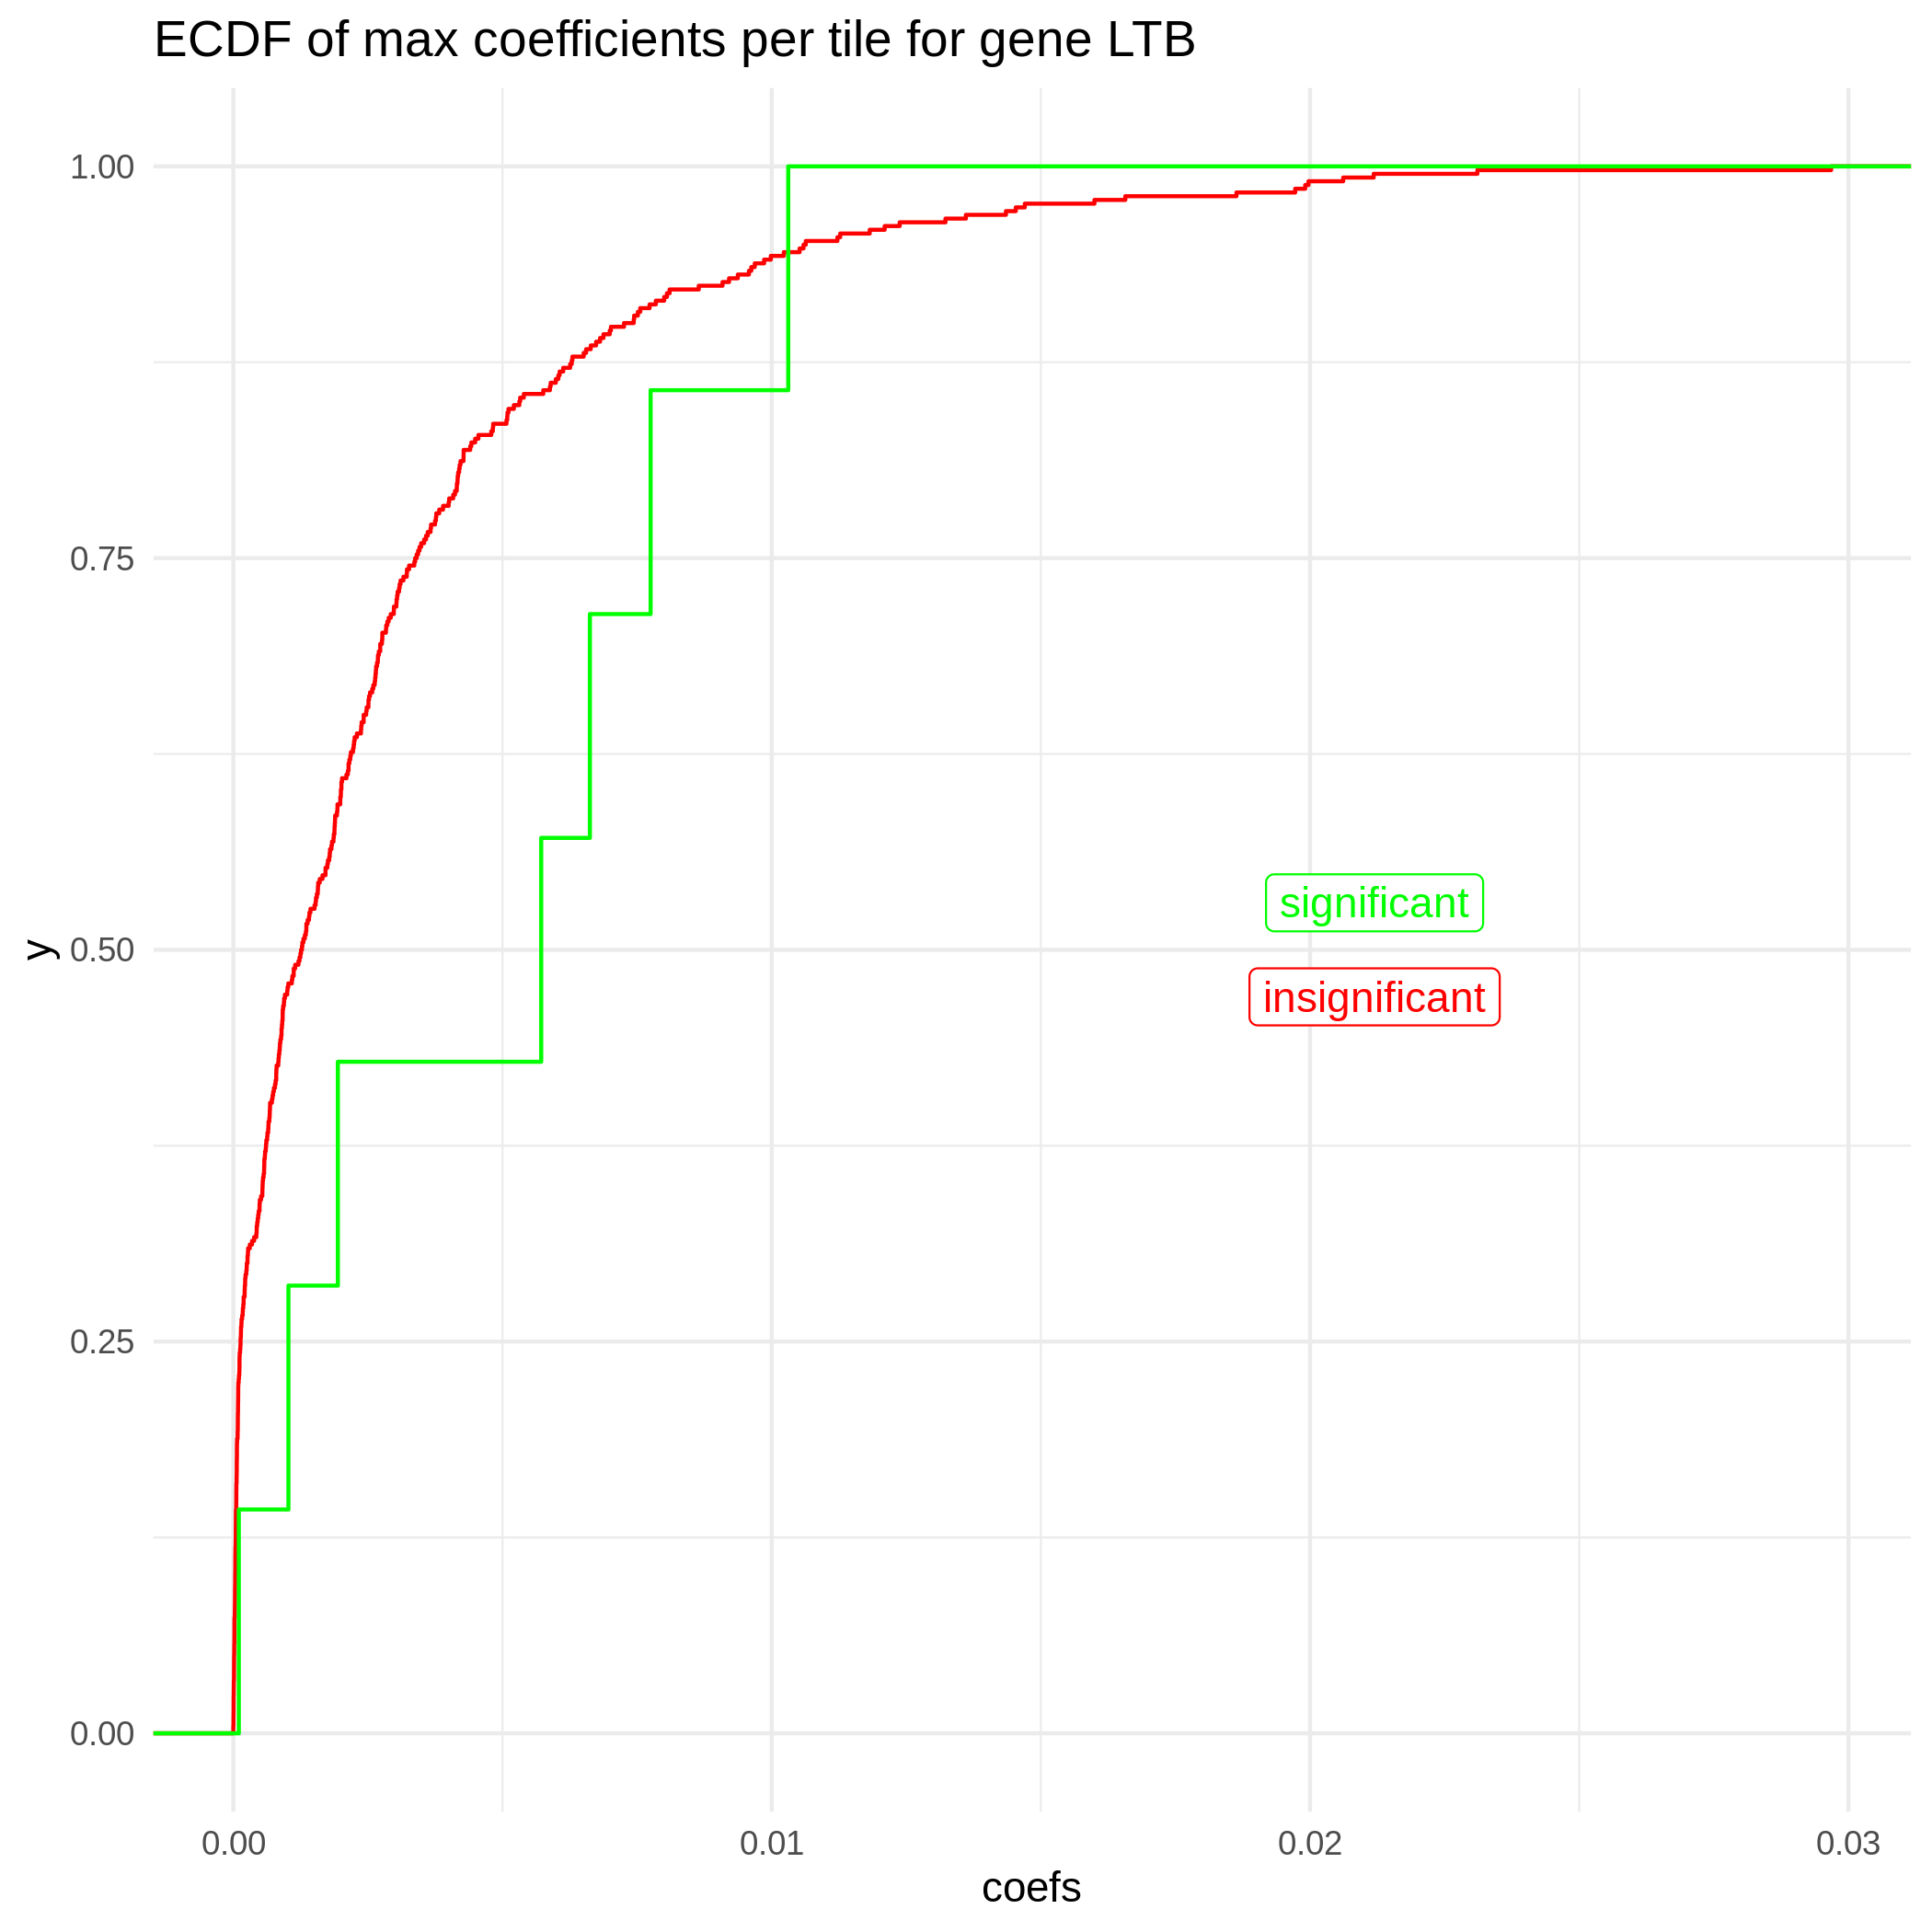 ECDF of max coefficients per tile for gene LTB
1.00
0.75
0.50
0.25
0.00
y
significant
insignificant
0.00
0.01
0.02
0.03
coefs